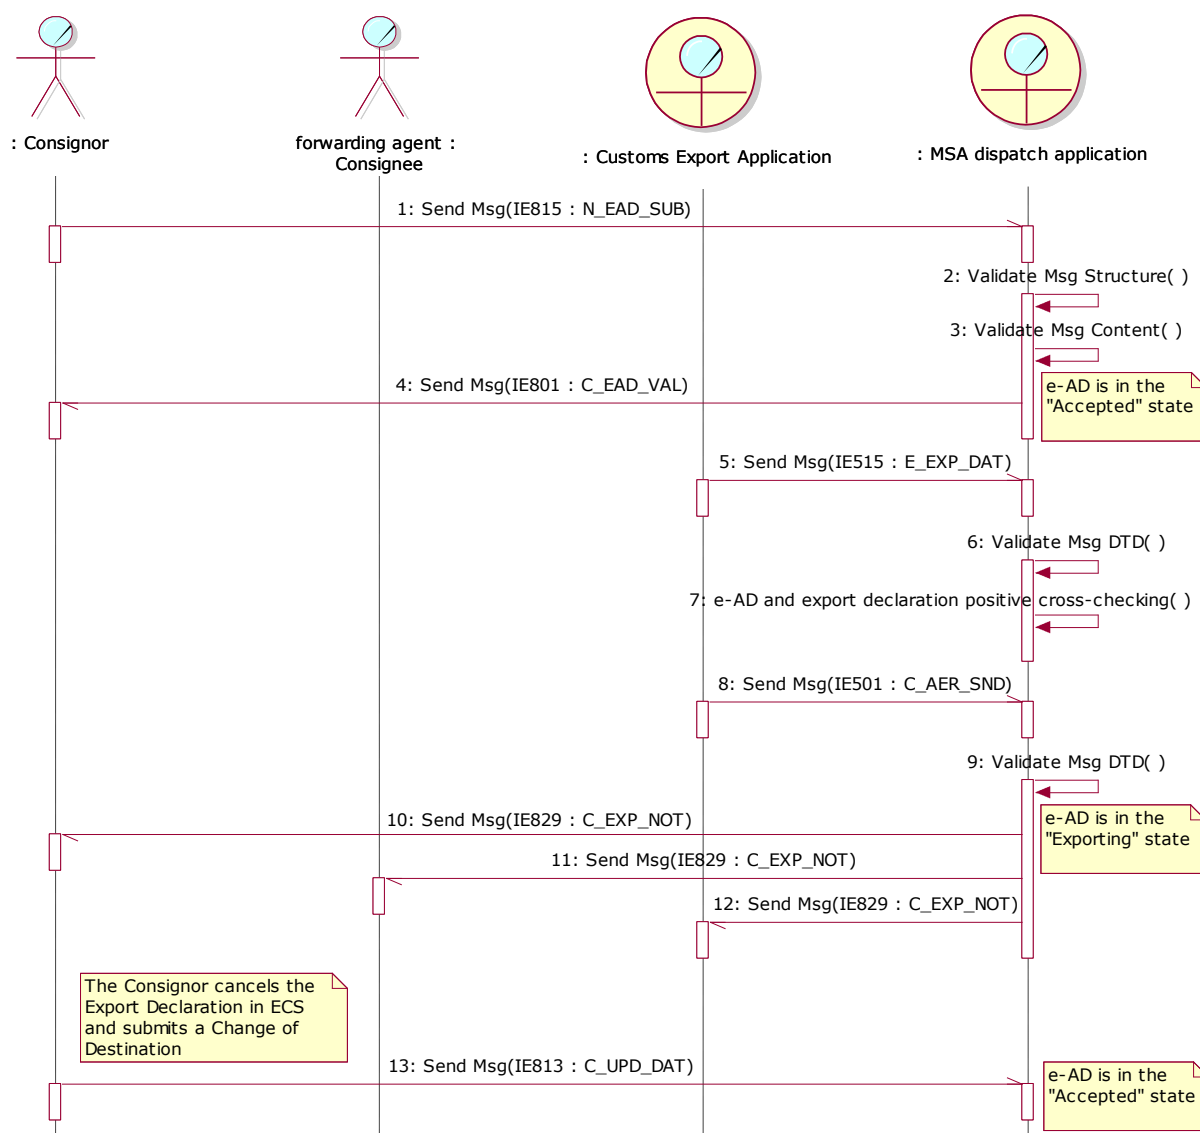 : Consignor
forwarding agent :
Consignee
: Customs Export Application
: MSA dispatch application
1: Send Msg(IE815 : N_EAD_SUB)
2: Validate Msg Structure( )
3: Validate Msg Content( )
4: Send Msg(IE801 : C_EAD_VAL)
e-AD is in the
"Accepted" state
5: Send Msg(IE515 : E_EXP_DAT)
6: Validate Msg DTD( )
7: e-AD and export declaration positive cross-checking( )
8: Send Msg(IE501 : C_AER_SND)
9: Validate Msg DTD( )
10: Send Msg(IE829 : C_EXP_NOT)
e-AD is in the
"Exporting" state
11: Send Msg(IE829 : C_EXP_NOT)
12: Send Msg(IE829 : C_EXP_NOT)
The Consignor cancels the
Export Declaration in ECS
and submits a Change of
Destination
13: Send Msg(IE813 : C_UPD_DAT)
e-AD is in the
"Accepted" state